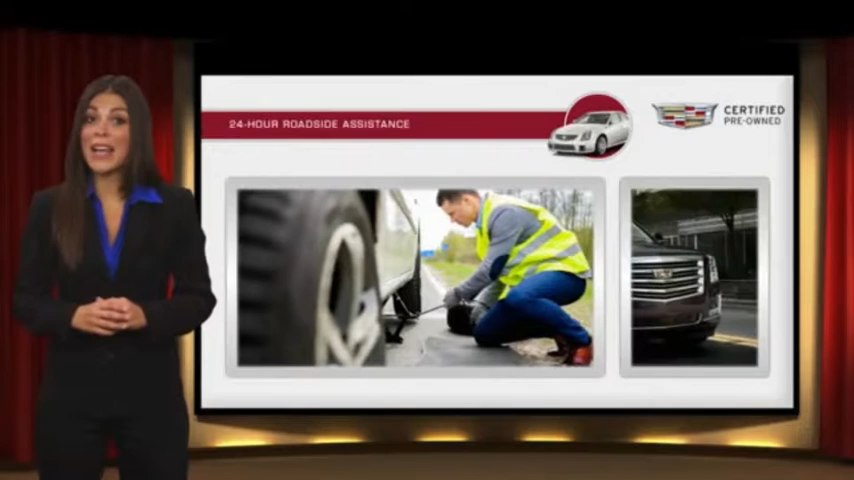 24-HOUR ROADSIDE ASSISTANCE
CERTIFIED
PRE-OWNED